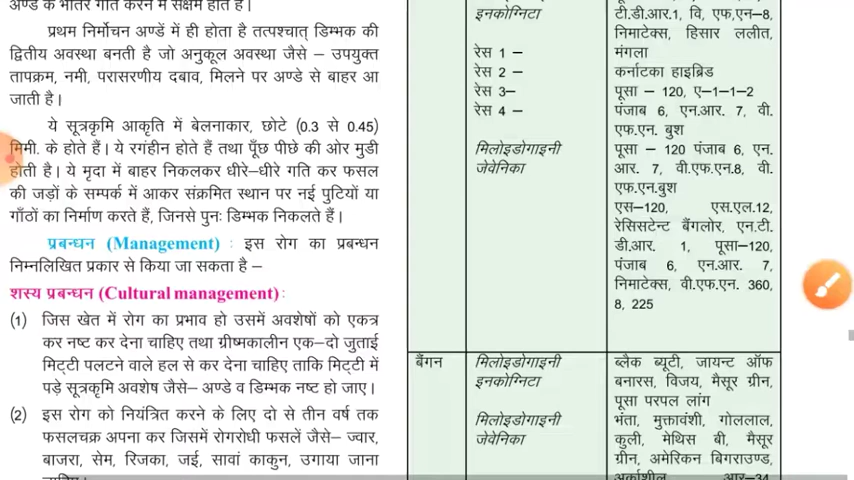 अण्डे के भीतर गति करने में सक्षम होते हैं।
प्रथम निर्मोचन अण्डें में ही होता है तत्पश्चात् डिम्भक की
द्वितीय अवस्था बनती है जो अनुकूल अवस्था जैसे – उपयुक्त
तापक्रम, नमी, परासरणीय दबाव, मिलने पर अण्डे से बाहर आ
जाती है।
ये सूत्रकृमि आकृति में बेलनाकार, छोटे (0.3 से 0.45)
मिमी. के होते हैं। ये रंगहीन होते हैं तथा पूँछ पीछे की ओर मुडी
होती है। ये मृदा में बाहर निकलकर धीरे–धीरे गति कर फसल
की जड़ों के सम्पर्क में आकर संक्रमित स्थान पर नई पुटियों या
गाँठों का निर्माण करते हैं, जिनसे पुनः डिम्भक निकलते हैं।
प्रबन्धन (Management) : इस रोग का प्रबन्धन
निम्नलिखित प्रकार से किया जा सकता है –
शस्य प्रबन्धन (Cultural management) :
(1) जिस खेत में रोग का प्रभाव हो उसमें अवशेषों को एकत्र
कर नष्ट कर देना चाहिए तथा ग्रीष्मकालीन एक–दो जुताई
मिट्टी पलटने वाले हल से कर देना चाहिए ताकि मिट्टी में
पड़े सूत्रकृमि अवशेष जैसे– अण्डे व डिम्भक नष्ट हो जाए।
(2) इस रोग को नियंत्रित करने के लिए दो से तीन वर्ष तक
फसलचक्र अपना कर जिसमें रोगरोधी फसलें जैसे– ज्वार,
बाजरा, सेम, रिजका, जई, सावां काकुन, उगाया जाना
इनकोग्निटा
रेस 1 –
रेस 2 –
रेस 3–
रेस 4 –
मिलोइडोगाइनी
जेवेनिका
टी.डी.आर.1, वि, एफ,एन–8,
निमाटेक्स, हिसार ललीत,
मंगला
कर्नाटका हाइब्रिड
पूसा – 120, ए–1–1–2
पंजाब 6, एन.आर. 7, वी.
एफ.एन. बुश
पूसा – 120 पंजाब 6, एन.
आर. 7, वी.एफ.एन.8, वी.
एफ.एन.बुश
एस–120, एस.एल.12,
रेसिसटेन्ट बैंगलोर, एन.टी.
डी.आर. 1, पूसा–120,
पंजाब 6, एन.आर. 7,
निमाटेक्स, वी.एफ.एन. 360,
8, 225
बैंगन
मिलोइडोगाइनी
इनकोग्निटा
मिलोइडोगाइनी
जेवेनिका
ब्लैक ब्यूटी, जायन्ट ऑफ
बनारस, विजय, मैसूर ग्रीन,
पूसा परपल लांग
भंता, मुक्तावंशी, गोललाल,
कुली, मेथिस बी, मैसूर
ग्रीन, अमेरिकन बिगराउण्ड,
अर्काशील, आर–34,